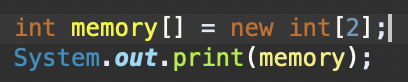 int memory[] = new int[2];
System.out.print(memory);